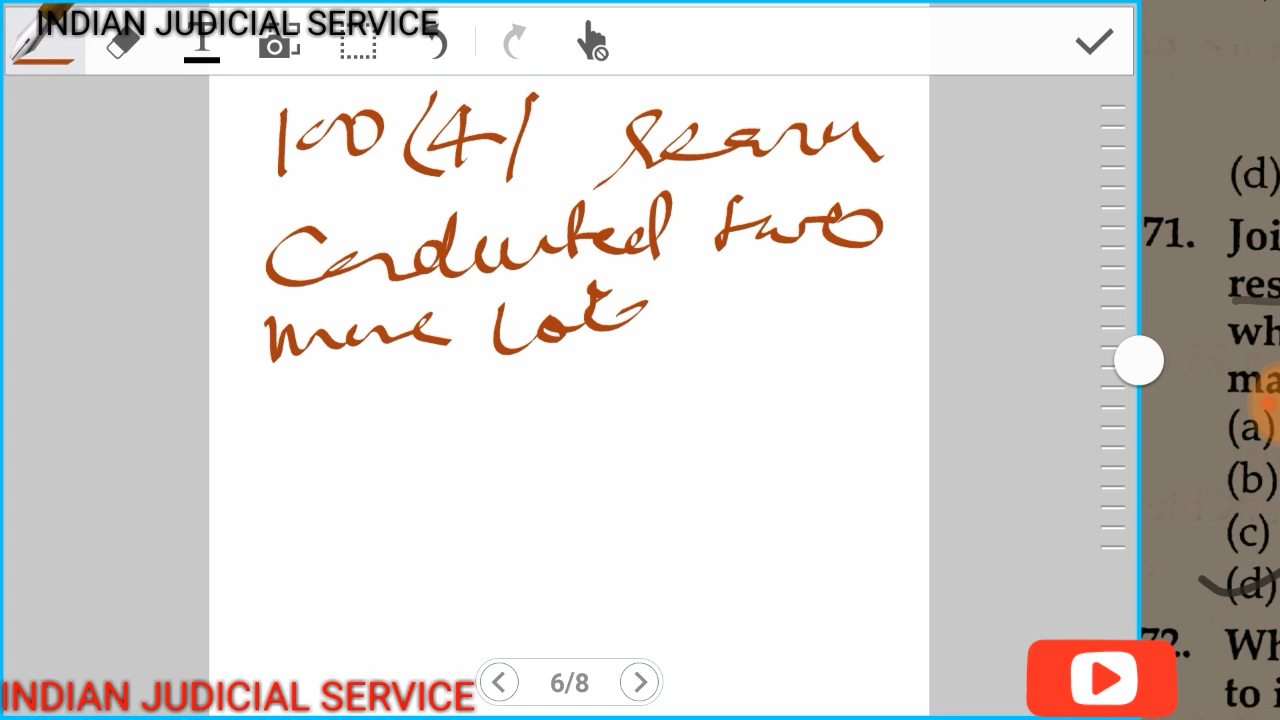 INDIAN JUDICIAL SERVICE
T
100(4) Search
Conducted two
more
6/8
INDIAN JUDICIAL SERVICE
(d)
71. Joi
res
wh
ma
(a)
(b)
(c)
(d)
72. Wh
to i